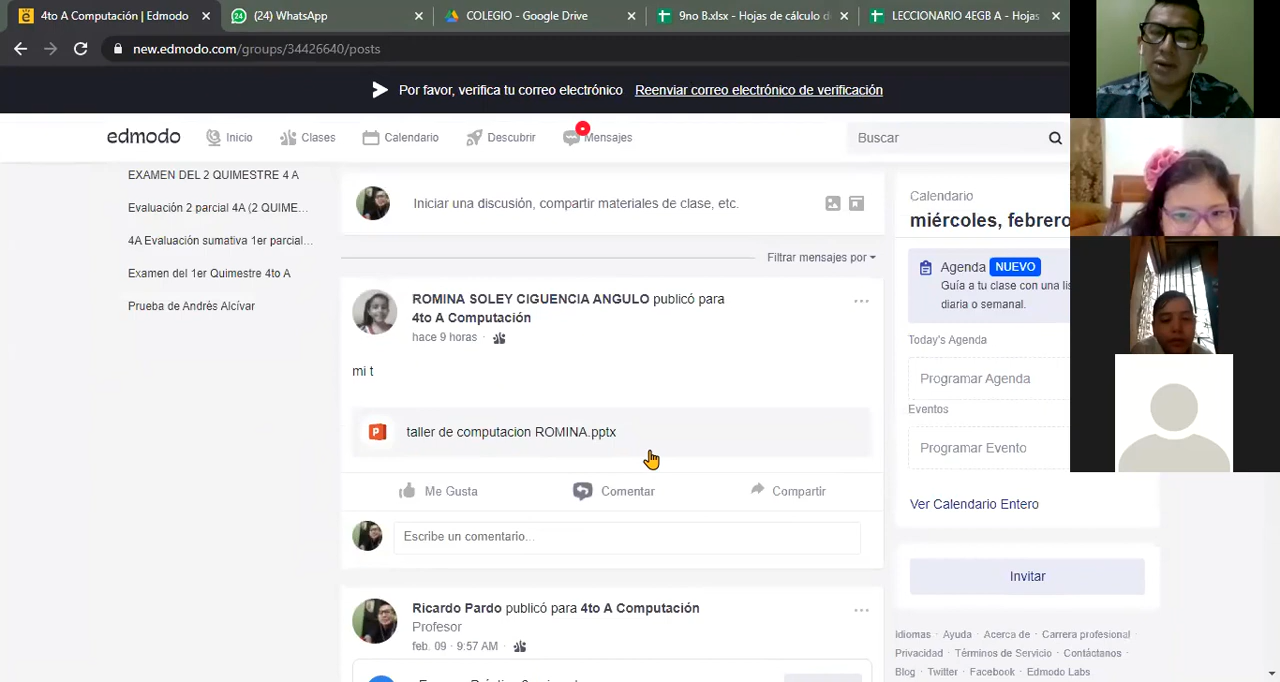 4to A Computación | Edmodo
(24) WhatsApp
COLEGIO - Google Drive
9no B.xlsx - Hojas de cálculo d
LECCIONARIO 4EGB A - Hojas
new.edmodo.com/groups/34426640/posts
Por favor, verifica tu correo electrónico Reenviar correo electrónico de verificación
edmodo Inicio Clases Calendario Descubrir Mensajes Buscar
EXAMEN DEL 2 QUIMESTRE 4 A
Evaluación 2 parcial 4A (2 QUIME...
4A Evaluación sumativa 1er parcial...
Examen del 1er Quimestre 4to A
Prueba de Andrés Alcívar
Iniciar una discusión, compartir materiales de clase, etc.
Filtrar mensajes por
ROMINA SOLEY CIGUENCIA ANGULO publicó para
4to A Computación
hace 9 horas ·
mi t
P
taller de computacion ROMINA.pptx
Me Gusta Comentar Compartir
Escribe un comentario...
Ricardo Pardo publicó para 4to A Computación
Profesor
feb. 09 · 9:57 AM ·
Calendario
miércoles, febrero
Agenda NUEVO
Guía a tu clase con una lis
diaria o semanal.
Today's Agenda
Programar Agenda
Eventos
Programar Evento
Ver Calendario Entero
Invitar
Idiomas · Ayuda · Acerca de · Carrera profesional ·
Privacidad · Términos de Servicio · Contáctanos ·
Blog · Twitter · Facebook · Edmodo Labs